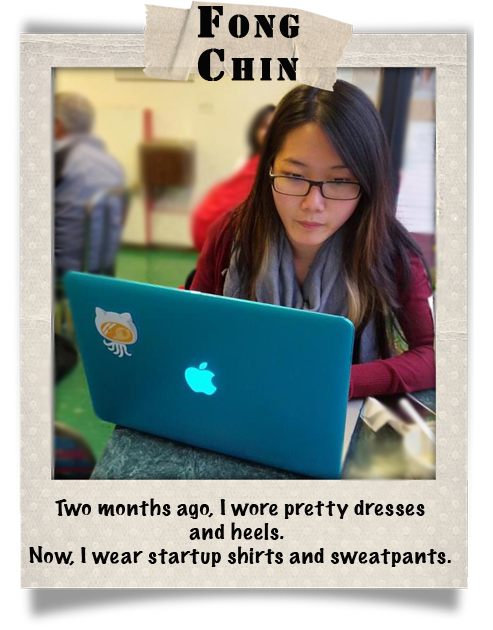 FONG
CHIN
Two months ago, I wore pretty dresses
and heels.
Now, I wear startup shirts and sweatpants.